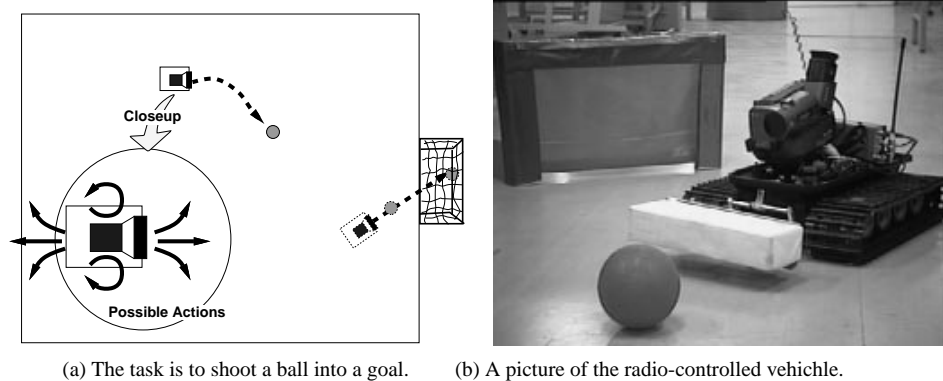 Closeup
Possible Actions
(a) The task is to shoot a ball into a goal. (b) A picture of the radio-controlled vehichle.